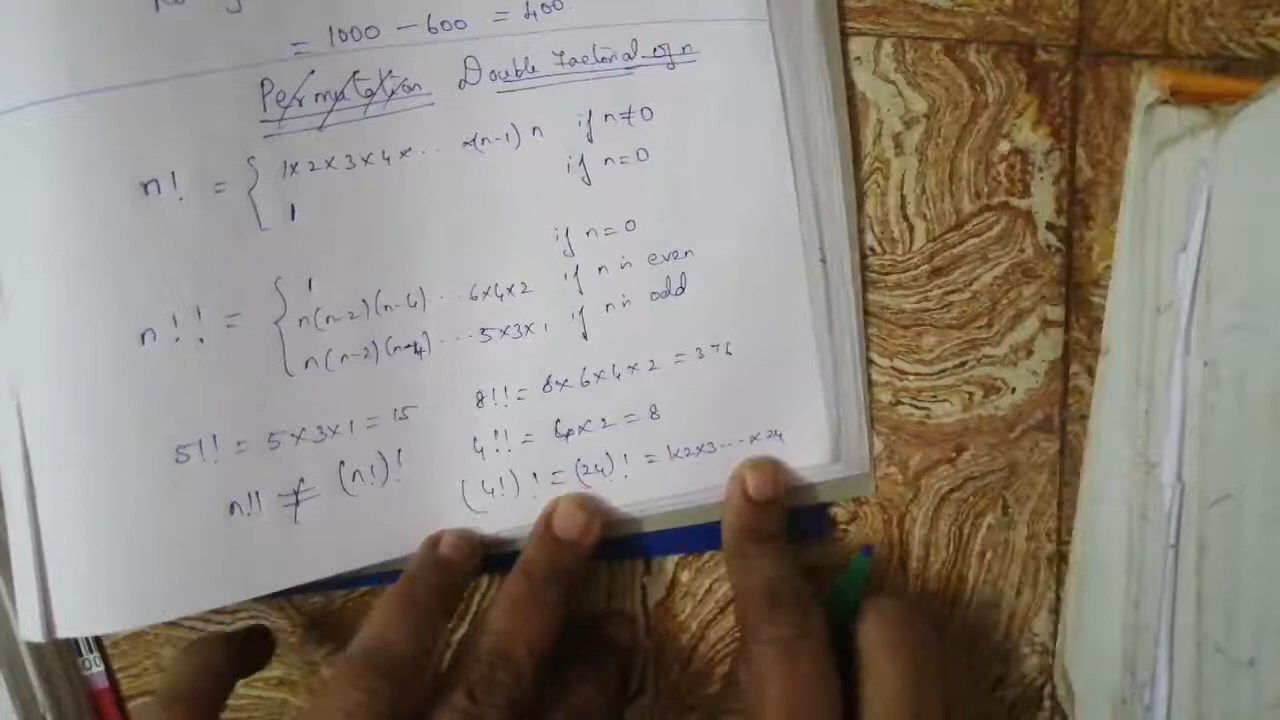 = 1000 - 600 = 400
Permutation Double Factorial of n
n! = { 1×2×3×4×... ×(n-1) n if n≠0
1 if n=0
n!! = { 1 if n=0
n(n-2)(n-4)... 6×4×2 if n is even
n(n-2)(n-4)...5×3×1 if n is odd
5!! = 5×3×1 = 15
8!! = 8×6×4×2 = 376
4!! = 4×2 = 8
n!! ≠ (n!)!
(4!)! = (24)! = 1×2×3...×24
00